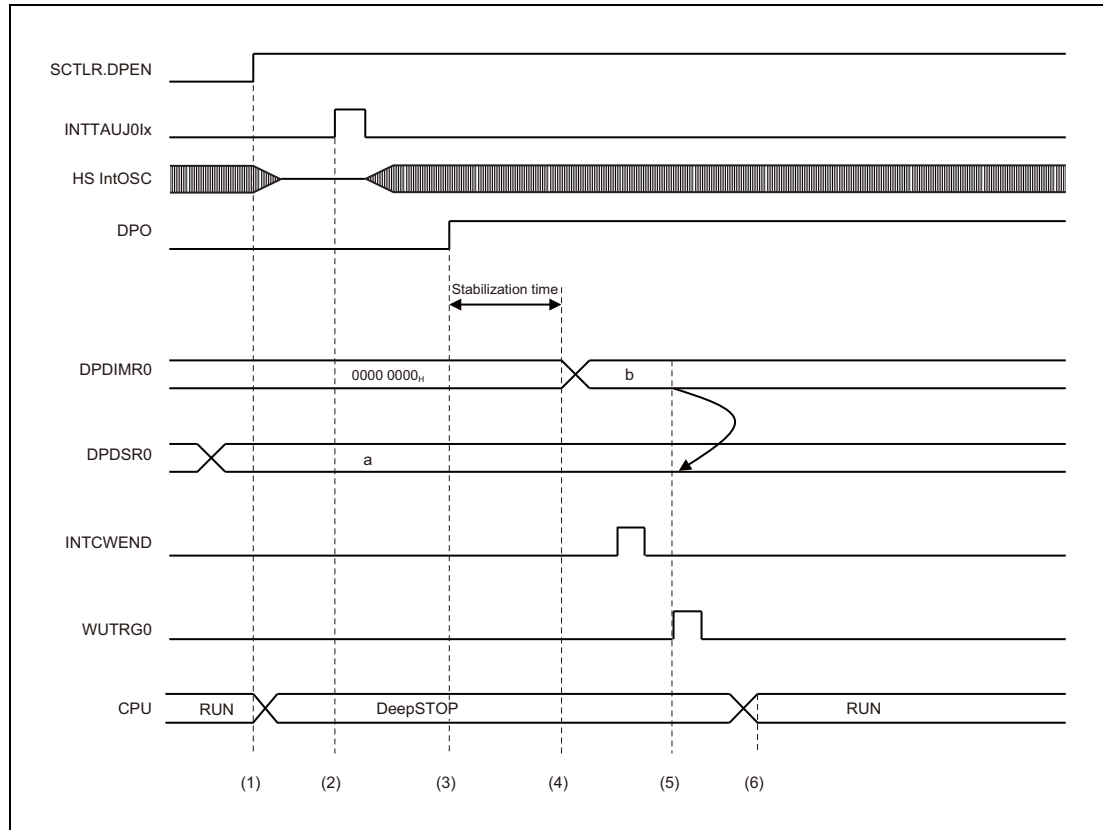 SCTLR.DPEN
INTTAUJ0Ix
HS IntOSC
DPO
Stabilization time
DPDIMR0
0000 0000H
b
DPDSR0
a
INTCWEND
WUTRG0
CPU
RUN
DeepSTOP
RUN
(1)
(2)
(3)
(4)
(5)
(6)